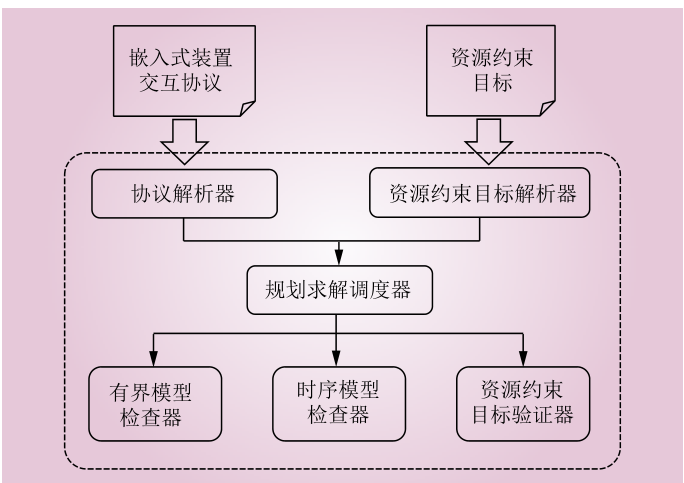 嵌入式装置
交互协议
资源约束
目标
协议解析器
资源约束目标解析器
规划求解调度器
有界模型
检查器
时序模型
检查器
资源约束
目标验证器